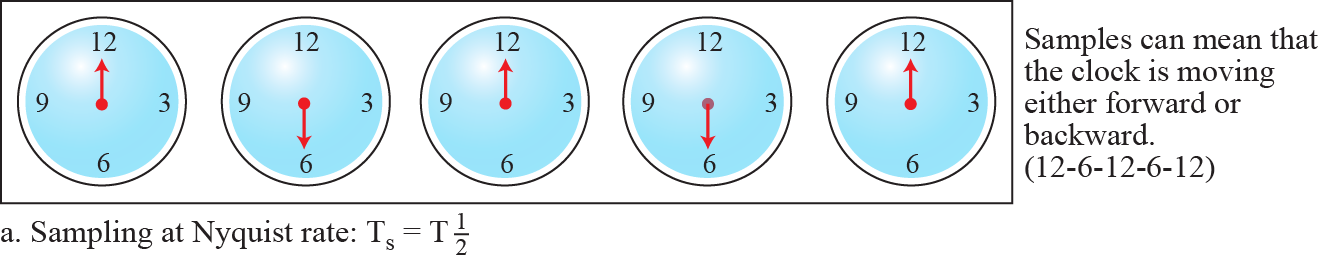 12 12 12 12 12
9 3 9 3 9 3 9 3 9 3
6 6 6 6 6
Samples can mean that
the clock is moving
either forward or
backward.
(12-6-12-6-12)
a. Sampling at Nyquist rate: Tₛ = T 1/2